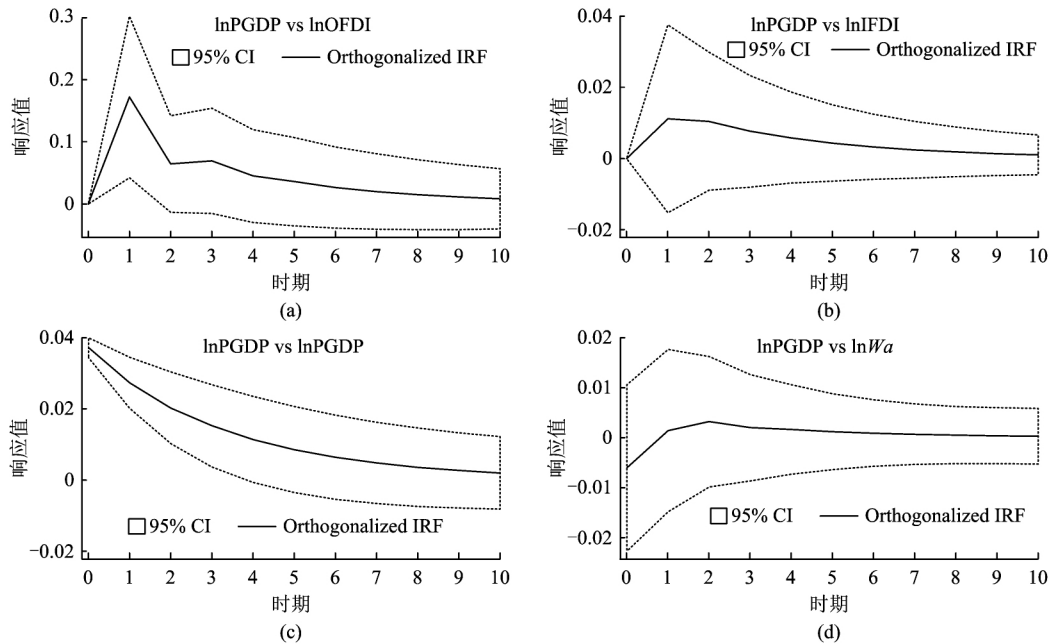 lnPGDP vs lnOFDI
95% CI
Orthogonalized IRF
0.3
0.2
0.1
0
响应值
0 1 2 3 4 5 6 7 8 9 10
时期
(a)
lnPGDP vs lnIFDI
95% CI
Orthogonalized IRF
0.04
0.02
0
−0.02
响应值
0 1 2 3 4 5 6 7 8 9 10
时期
(b)
lnPGDP vs lnPGDP
0.04
0.02
0
−0.02
响应值
95% CI
Orthogonalized IRF
0 1 2 3 4 5 6 7 8 9 10
时期
(c)
lnPGDP vs lnWa
0.02
0.01
0
−0.01
−0.02
响应值
95% CI
Orthogonalized IRF
0 1 2 3 4 5 6 7 8 9 10
时期
(d)